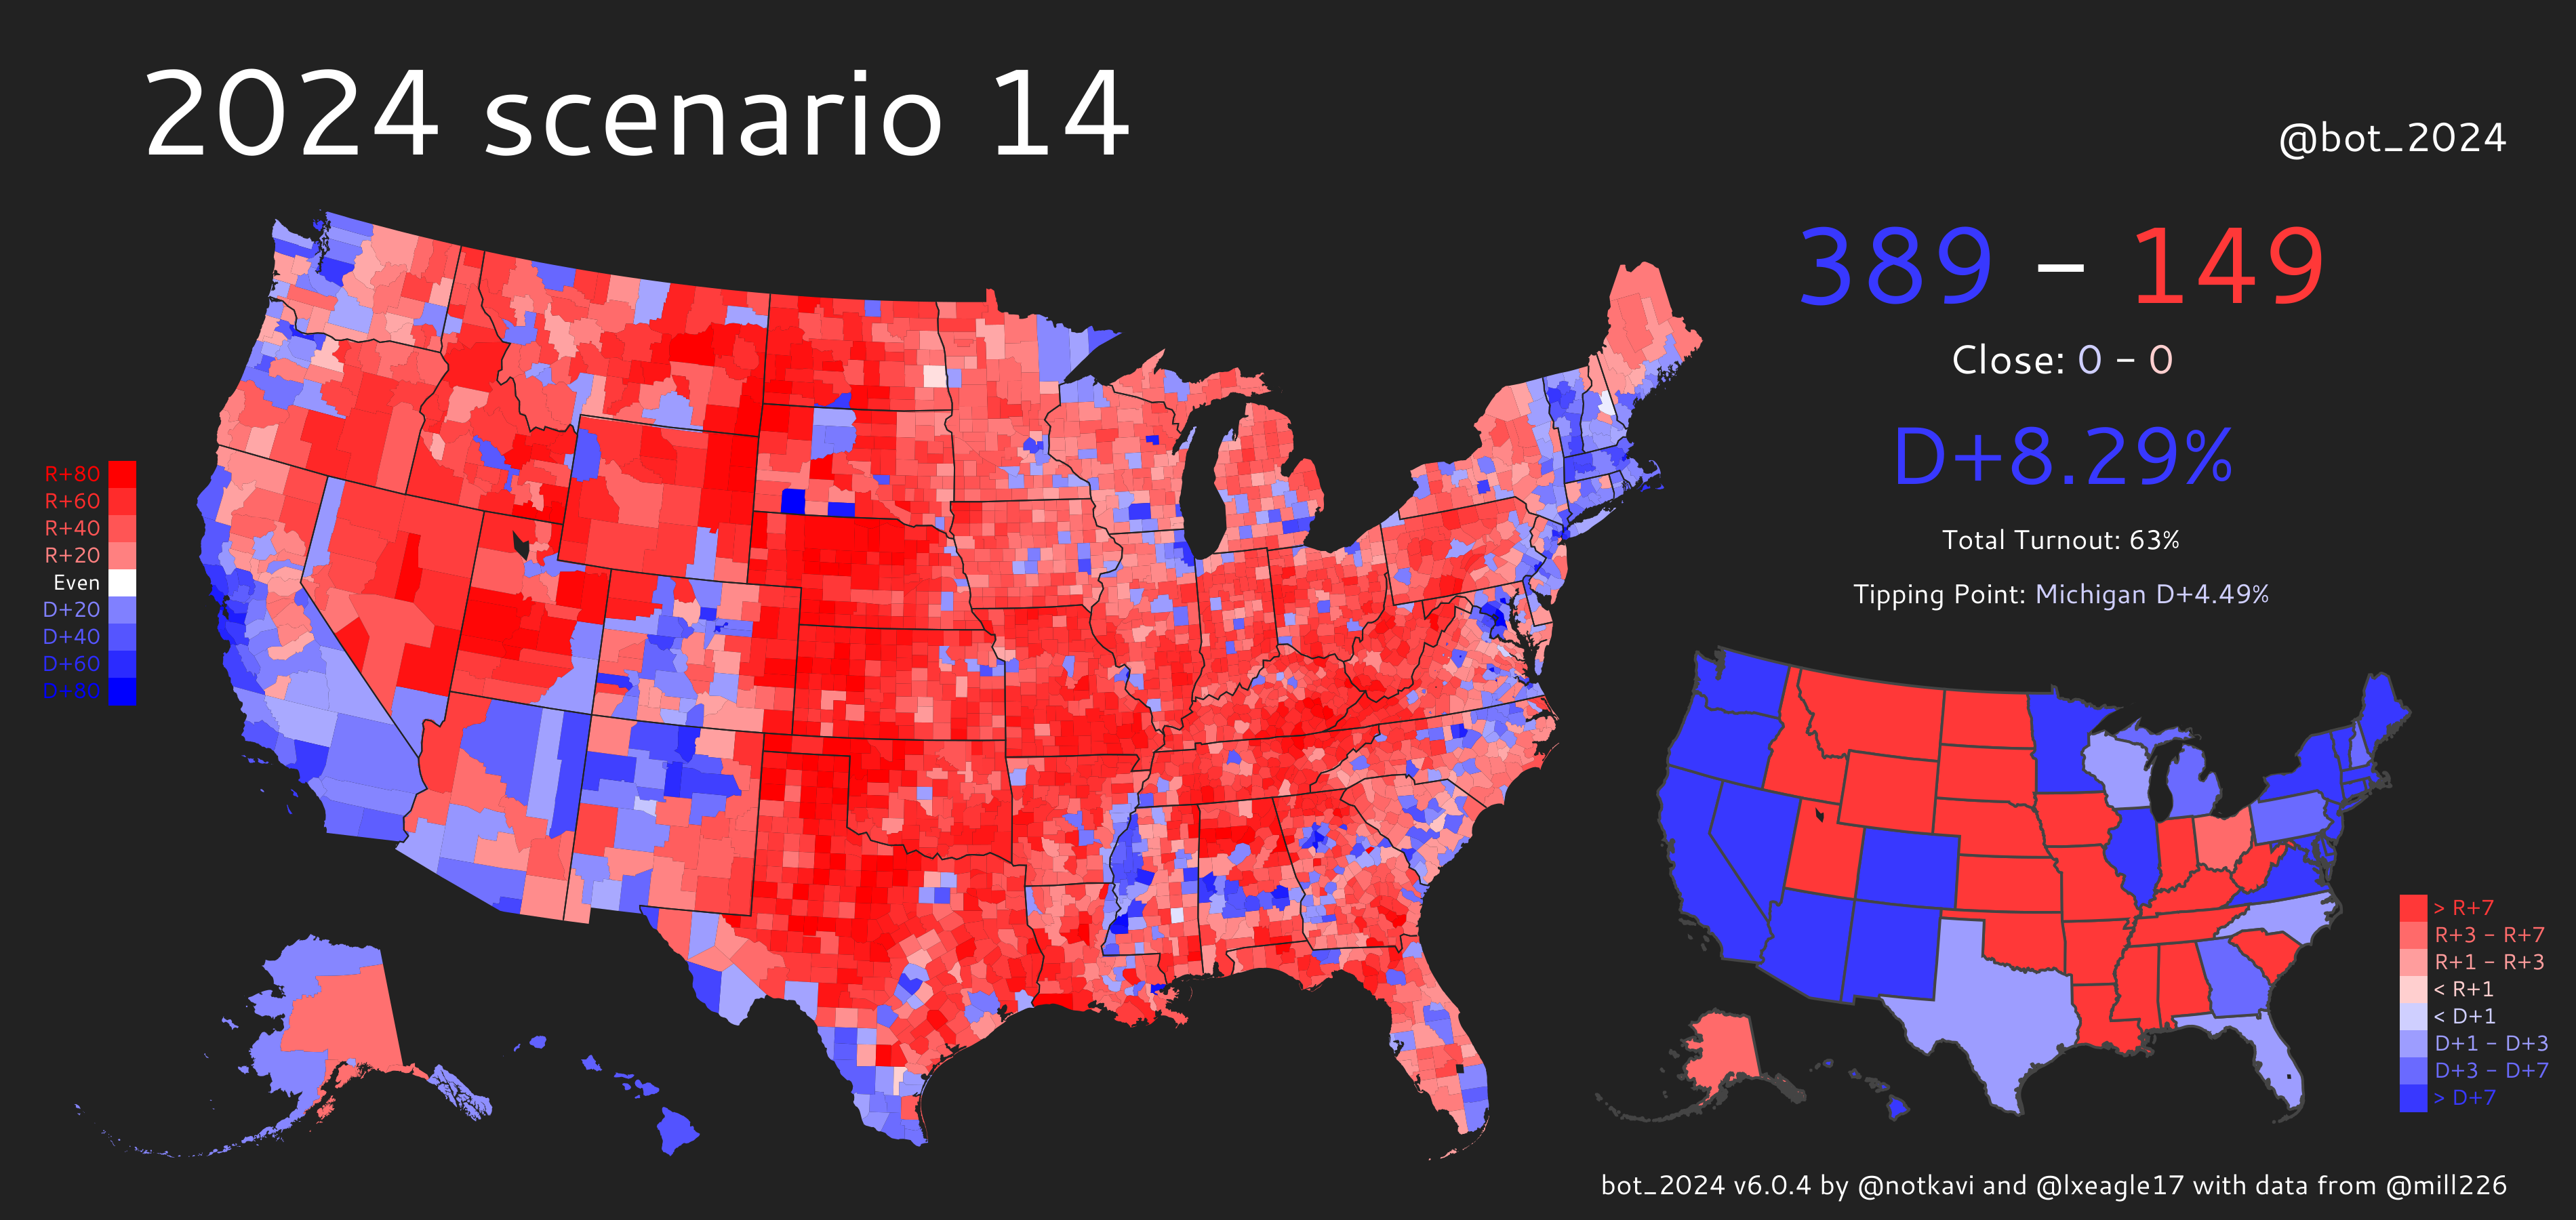 2024 scenario 14
@bot_2024
389 – 149
Close: 0 – 0
D+8.29%
Total Turnout: 63%
Tipping Point: Michigan D+4.49%
R+80
R+60
R+40
R+20
Even
D+20
D+40
D+60
D+80
> R+7
R+3 – R+7
R+1 – R+3
< R+1
< D+1
D+1 – D+3
D+3 – D+7
> D+7
bot_2024 v6.0.4 by @notkavi and @lxeagle17 with data from @mill226